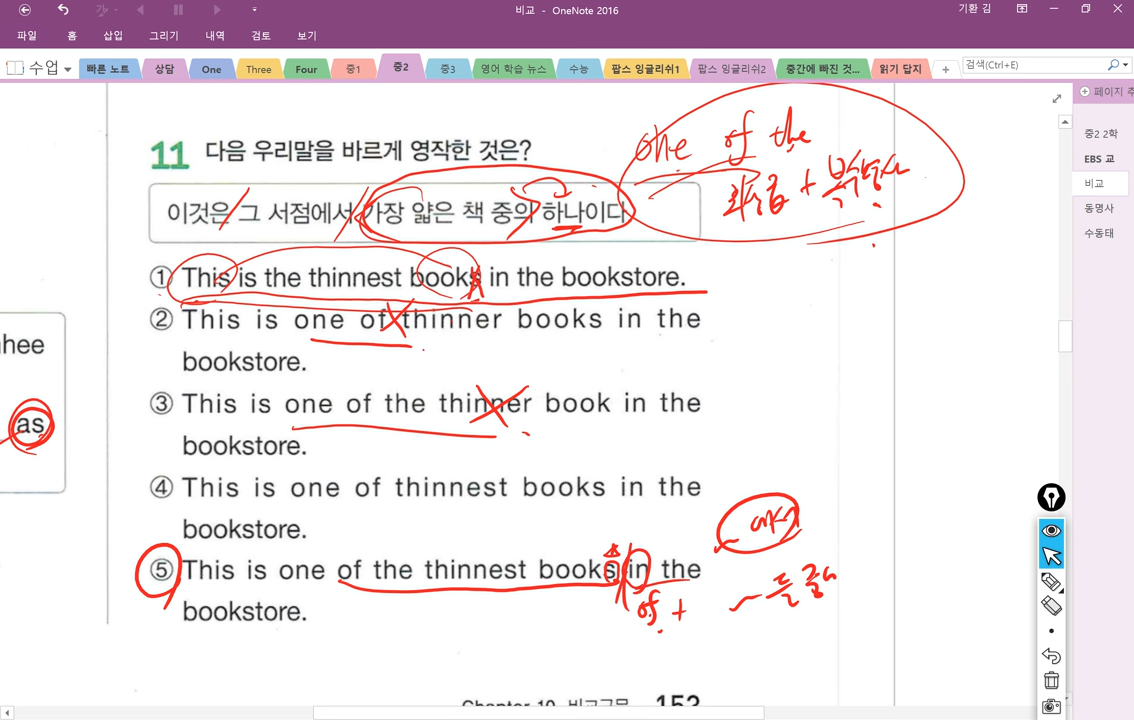 비교 - OneNote 2016
기환 김
파일 홈 삽입 그리기 내역 검토 보기
수업 빠른 노트 상담 One Three Four 중1 중2 중3 영어 학습 뉴스 수능 팝스 잉글리쉬1 팝스 잉글리쉬2 중간에 빠진 것... 읽기 답지 + 검색(Ctrl+E)
페이지 추
중2 2학
EBS 교
비교
동명사
수동태
one of the
최상급 + 복수명사
11 다음 우리말을 바르게 영작한 것은?
이것은 그 서점에서 가장 얇은 책 중의 하나이다.
① This is the thinnest books in the bookstore.
② This is one of thinner books in the
bookstore.
③ This is one of the thinner book in the
bookstore.
④ This is one of thinnest books in the
bookstore.
⑤ This is one of the thinnest books in the
bookstore.
of +
~에서
~들 중
hee
as
Chapter 10 비교구문 153